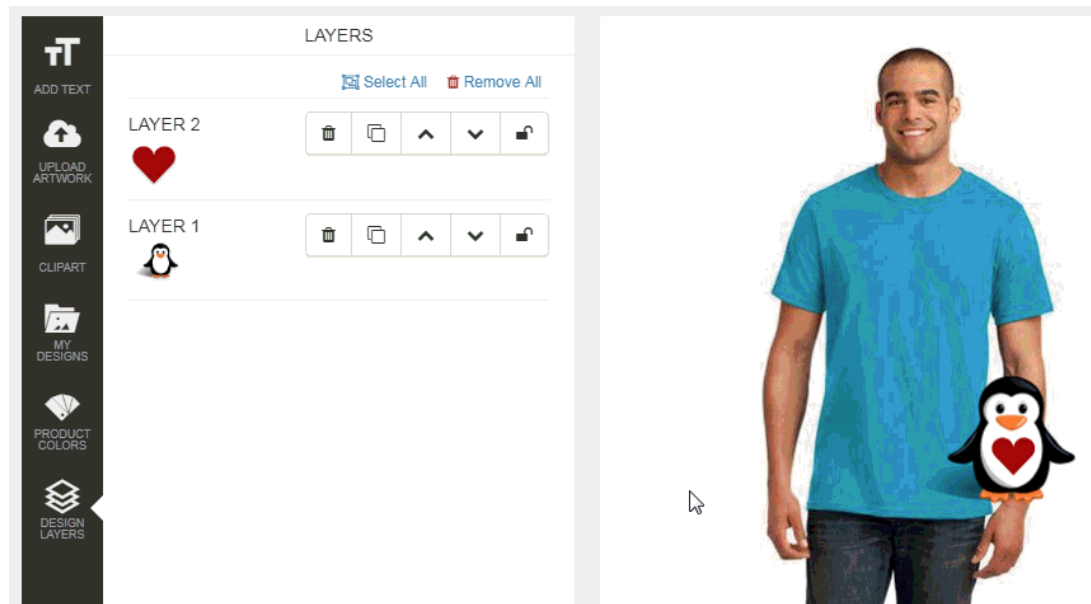 LAYERS
Select All Remove All
LAYER 2
LAYER 1
TT
ADD TEXT
UPLOAD
ARTWORK
CLIPART
MY
DESIGNS
PRODUCT
COLORS
DESIGN
LAYERS